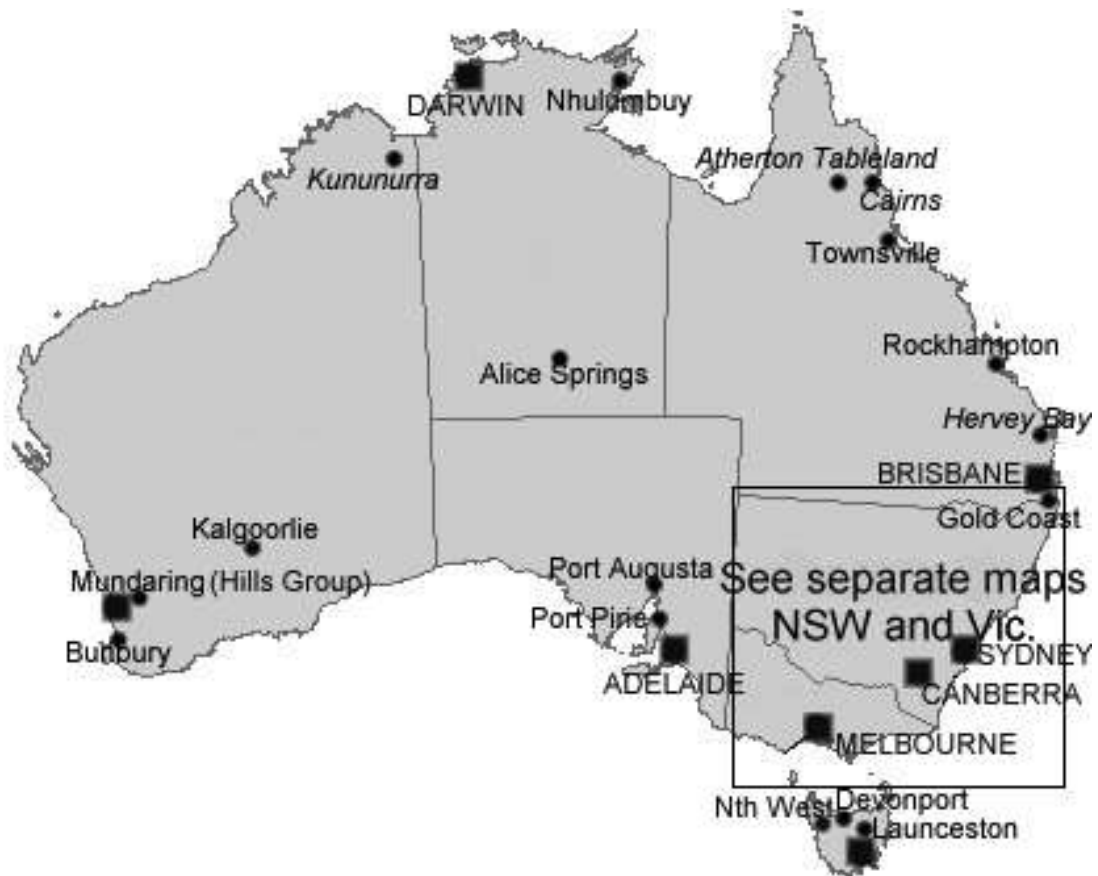 DARWIN
Nhulumbuy
Atherton Tableland
Kununurra
Cairns
Townsville
Rockhampton
Alice Springs
Hervey Bay
BRISBANE
Gold Coast
Kalgoorlie
Port Augusta
See separate maps
Mundaring (Hills Group)
Port Pirie
NSW and Vic.
Bunbury
SYDNEY
ADELAIDE
CANBERRA
MELBOURNE
Nth West
Devonport
Launceston